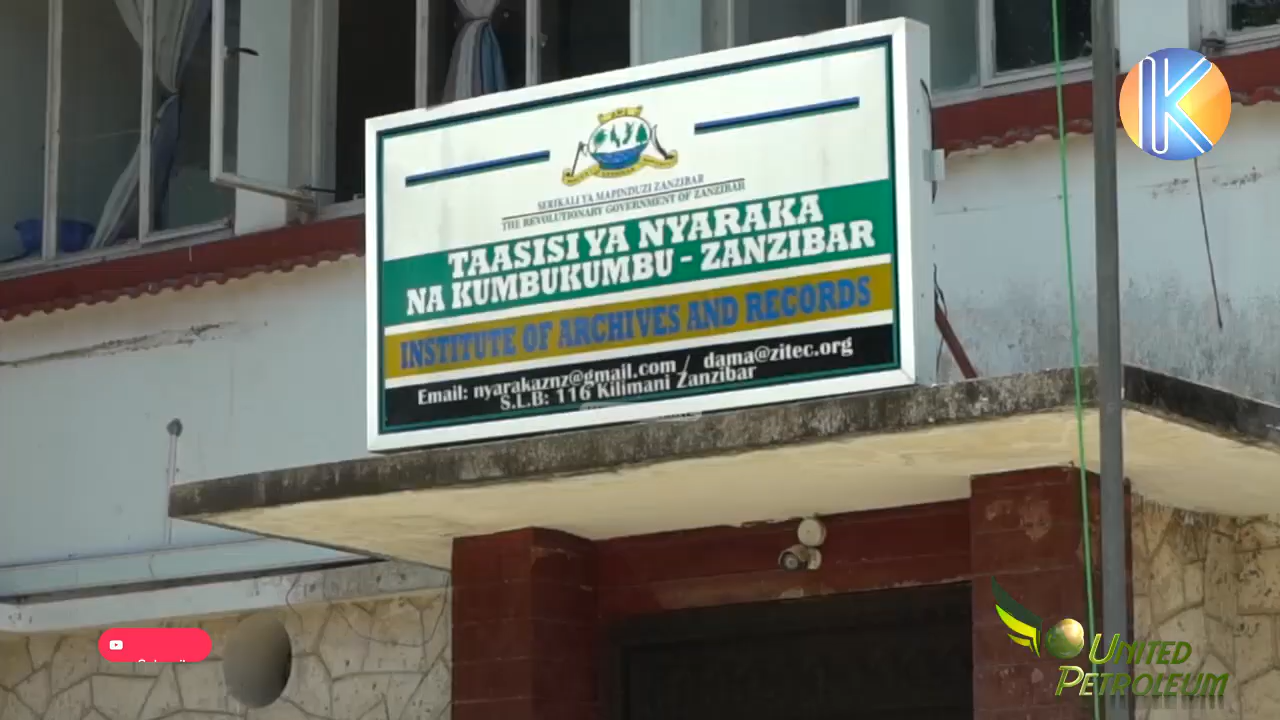 K
SERIKALI YA MAPINDUZI ZANZIBAR
THE REVOLUTIONARY GOVERNMENT OF ZANZIBAR
TAASISI YA NYARAKA
NA KUMBUKUMBU - ZANZIBAR
INSTITUTE OF ARCHIVES AND RECORDS
Email: nyarakaznz@gmail.com / dama@zitec.org
S.L.B: 116 Kilimani Zanzibar
UNITED
PETROLEUM